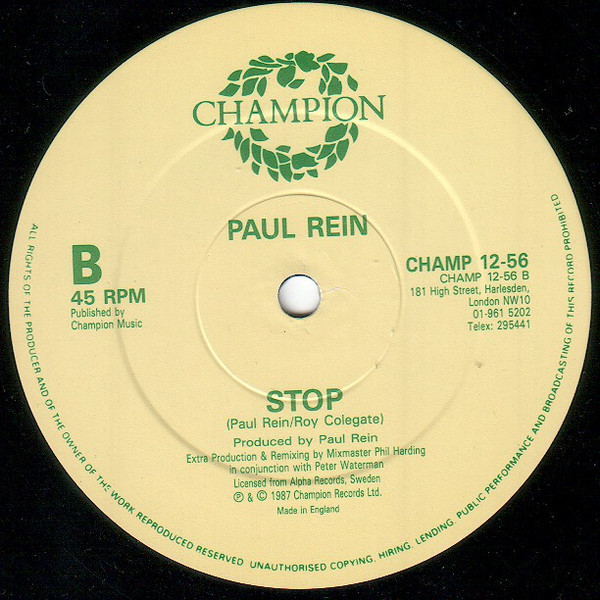 CHAMPION
PAUL REIN
B
45 RPM
Published by
Champion Music
CHAMP 12-56
CHAMP 12-56 B
181 High Street, Harlesden,
London NW10
01-961 5202
Telex: 295441
STOP
(Paul Rein/Roy Colegate)
Produced by Paul Rein
Extra Production & Remixing by Mixmaster Phil Harding
in conjunction with Peter Waterman
Licensed from Alpha Records, Sweden
℗ & © 1987 Champion Records Ltd.
Made in England
ALL RIGHTS OF THE PRODUCER AND OF THE OWNER OF THE WORK REPRODUCED RESERVED UNAUTHORISED COPYING, HIRING, LENDING, PUBLIC PERFORMANCE AND BROADCASTING OF THIS RECORD PROHIBITED